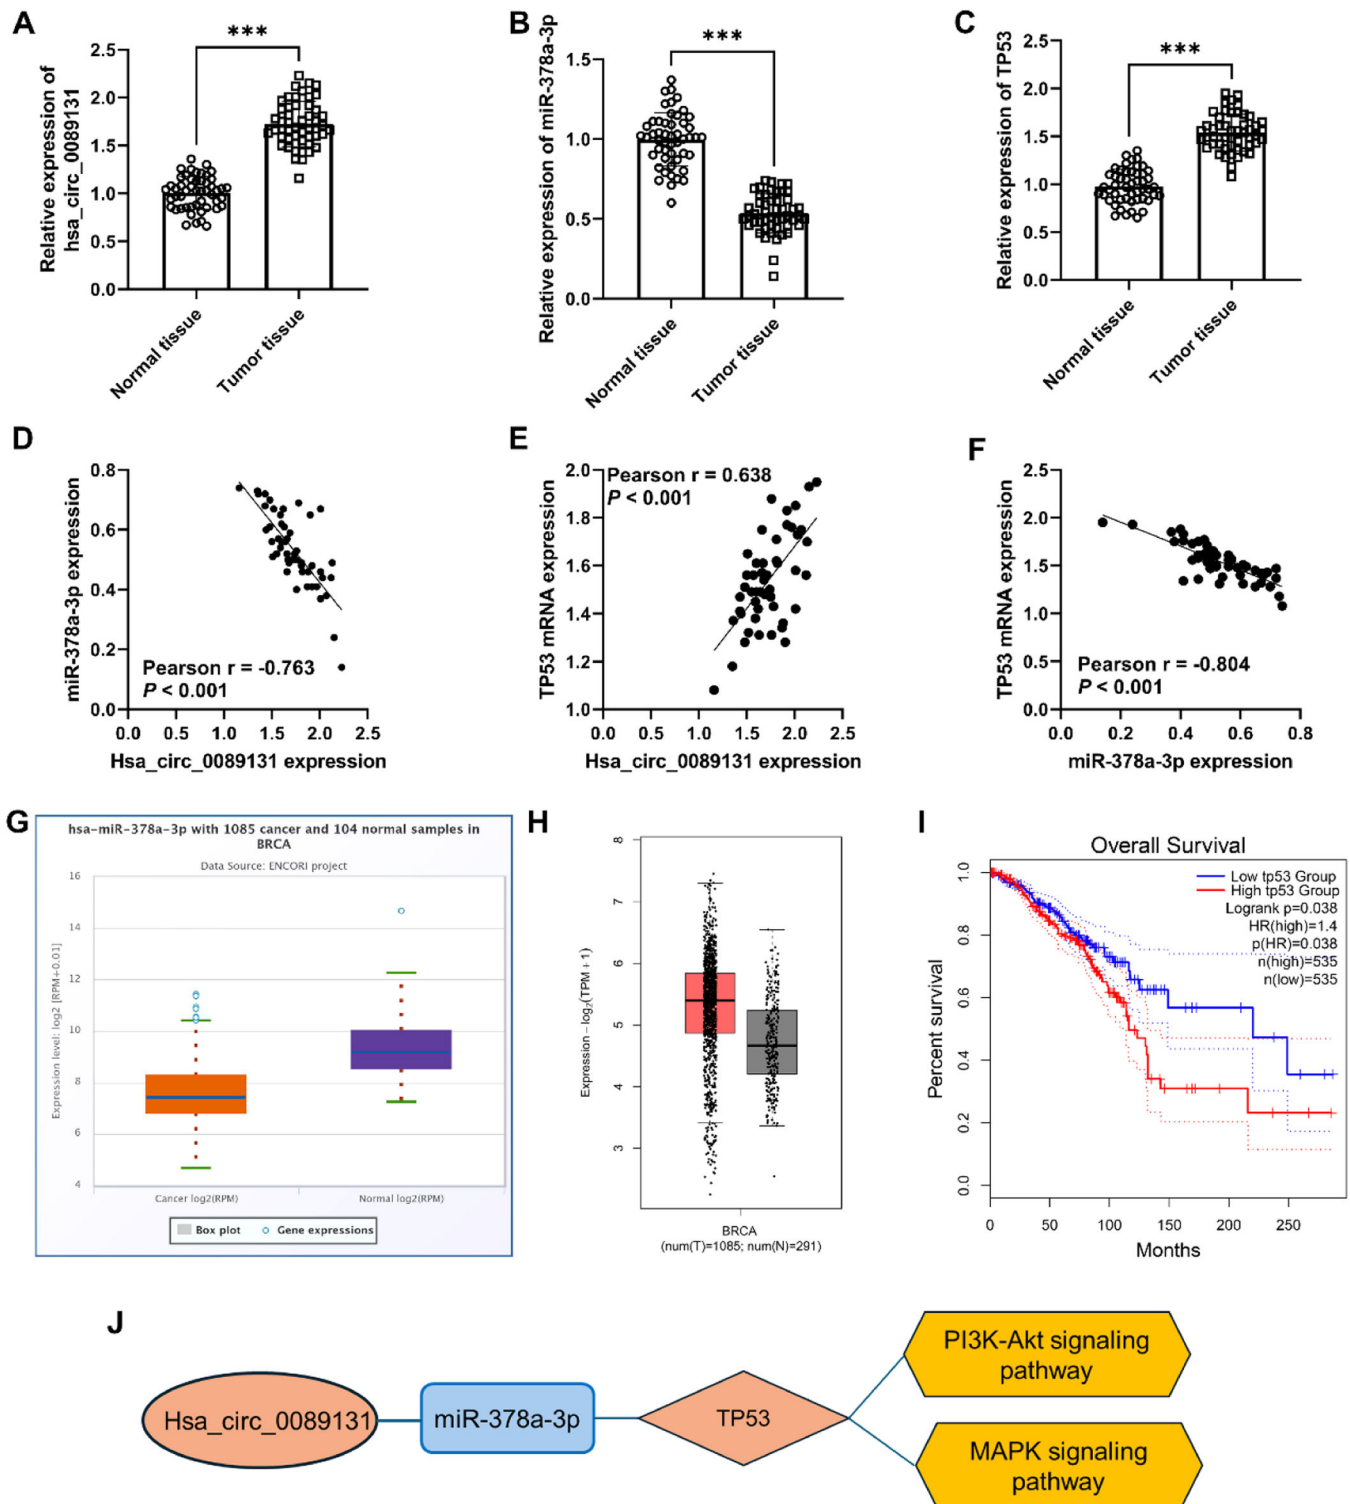 A
***
Relative expression of
hsa_circ_0089131
2.5
2.0
1.5
1.0
0.5
0.0
Normal tissue
Tumor tissue
B
***
Relative expression of miR-378a-3p
1.5
1.0
0.5
0.0
Normal tissue
Tumor tissue
C
***
Relative expression of TP53
2.5
2.0
1.5
1.0
0.5
0.0
Normal tissue
Tumor tissue
D
miR-378a-3p expression
0.8
0.6
0.4
0.2
0.0
Pearson r = -0.763
P < 0.001
0.0 0.5 1.0 1.5 2.0 2.5
Hsa_circ_0089131 expression
E
TP53 mRNA expression
2.0
1.8
1.6
1.4
1.2
1.0
Pearson r = 0.638
P < 0.001
0.0 0.5 1.0 1.5 2.0 2.5
Hsa_circ_0089131 expression
F
TP53 mRNA expression
2.5
2.0
1.5
1.0
0.5
0.0
Pearson r = -0.804
P < 0.001
0.0 0.2 0.4 0.6 0.8
miR-378a-3p expression
G
hsa-miR-378a-3p with 1085 cancer and 104 normal samples in
BRCA
Data Source: ENCORI project
Expression level: log2 [RPM+0.01]
16
14
12
10
8
6
4
Cancer log2(RPM) Normal log2(RPM)
Box plot Gene expressions
H
Expression − log2(TPM + 1)
8
7
6
5
4
3
BRCA
(num(T)=1085; num(N)=291)
I
Overall Survival
Percent survival
1.0
0.8
0.6
0.4
0.2
0.0
Low tp53 Group
High tp53 Group
Logrank p=0.038
HR(high)=1.4
p(HR)=0.038
n(high)=535
n(low)=535
0 50 100 150 200 250
Months
J
Hsa_circ_0089131
miR-378a-3p
TP53
PI3K-Akt signaling
pathway
MAPK signaling
pathway